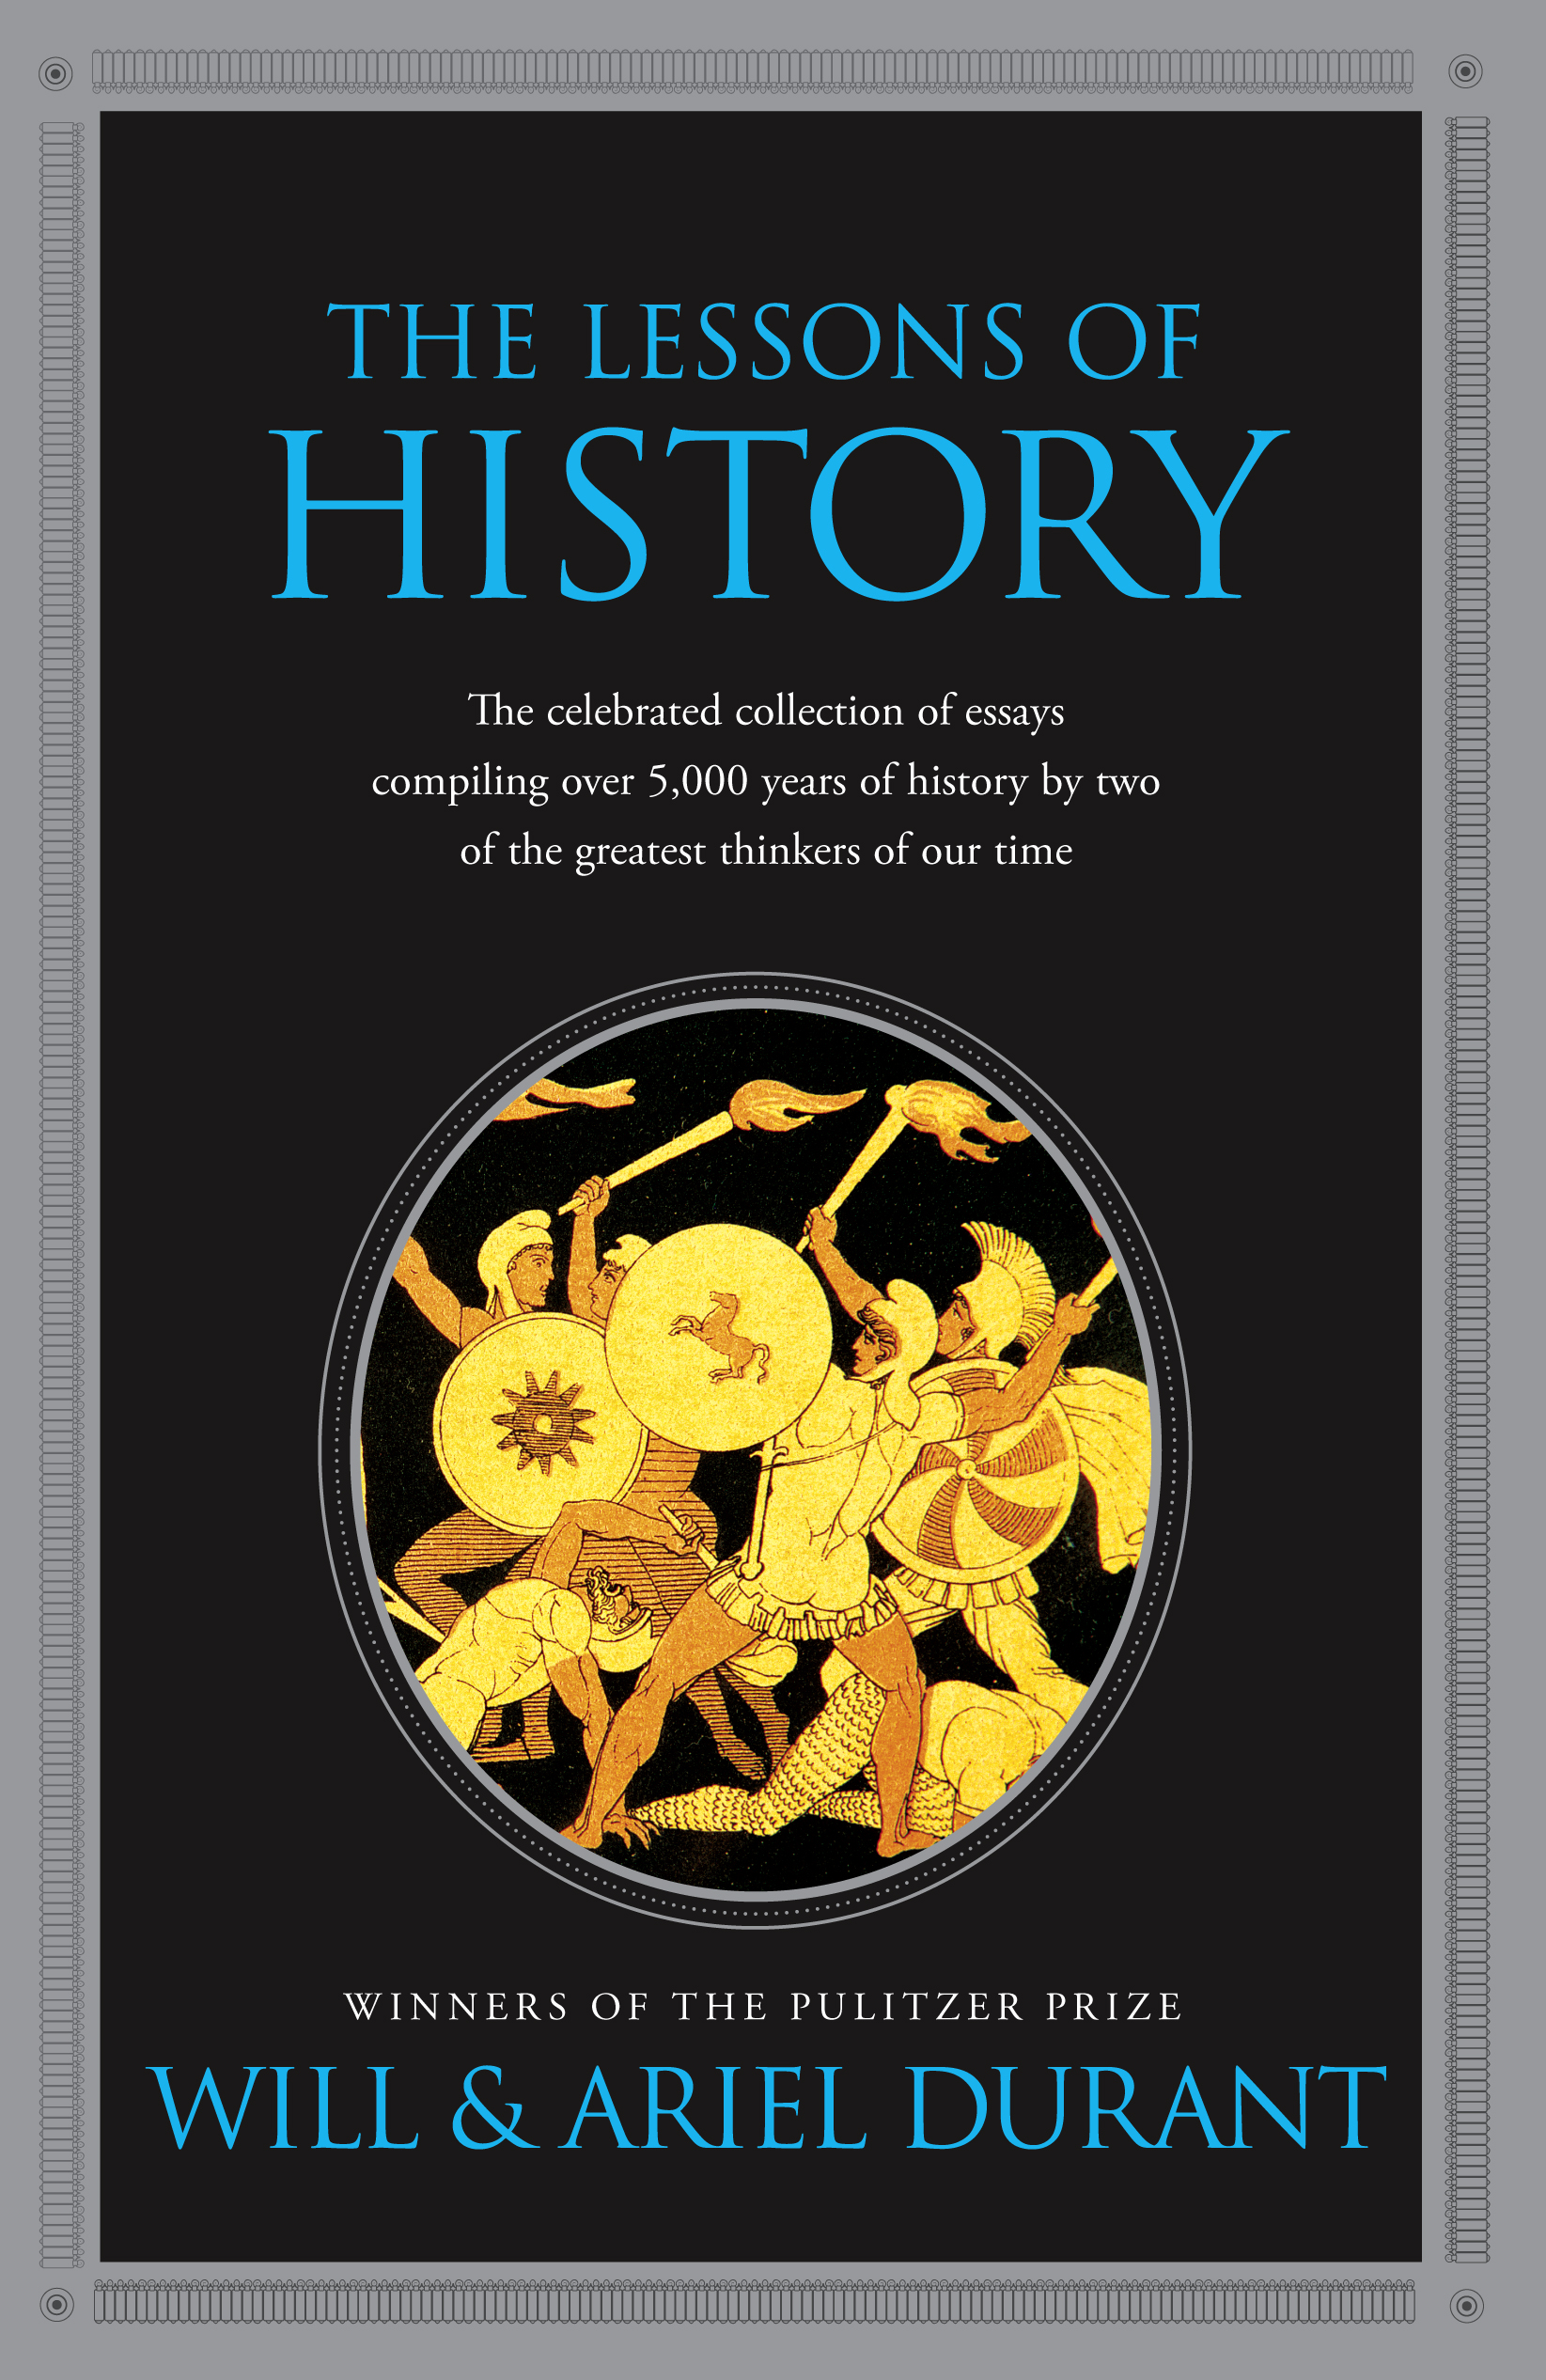 THE LESSONS OF
HISTORY
The celebrated collection of essays
compiling over 5,000 years of history by two
of the greatest thinkers of our time
WINNERS OF THE PULITZER PRIZE
WILL & ARIEL DURANT